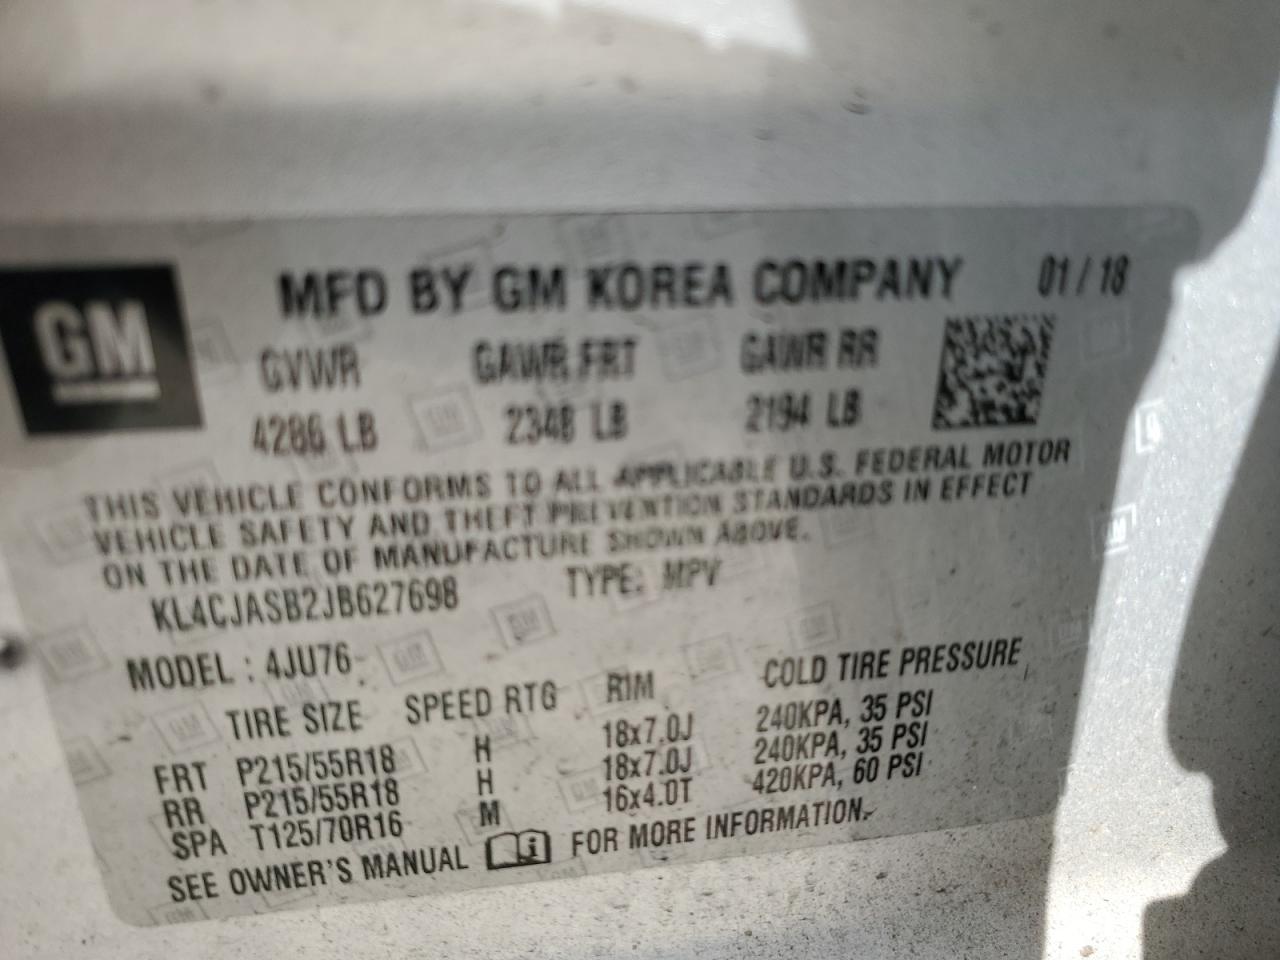 GM
MFD BY GM KOREA COMPANY 01/18
GVWR GAWR FRT GAWR RR
4286 LB 2348 LB 2194 LB
THIS VEHICLE CONFORMS TO ALL APPLICABLE U.S. FEDERAL MOTOR
VEHICLE SAFETY AND THEFT PREVENTION STANDARDS IN EFFECT
ON THE DATE OF MANUFACTURE SHOWN ABOVE.
KL4CJASB2JB627698 TYPE: MPV
MODEL : 4JU76
TIRE SIZE SPEED RTG RIM COLD TIRE PRESSURE
FRT P215/55R18 H 18x7.0J 240KPA, 35 PSI
RR P215/55R18 H 18x7.0J 240KPA, 35 PSI
SPA T125/70R16 M 16x4.0T 420KPA, 60 PSI
SEE OWNER'S MANUAL i FOR MORE INFORMATION.